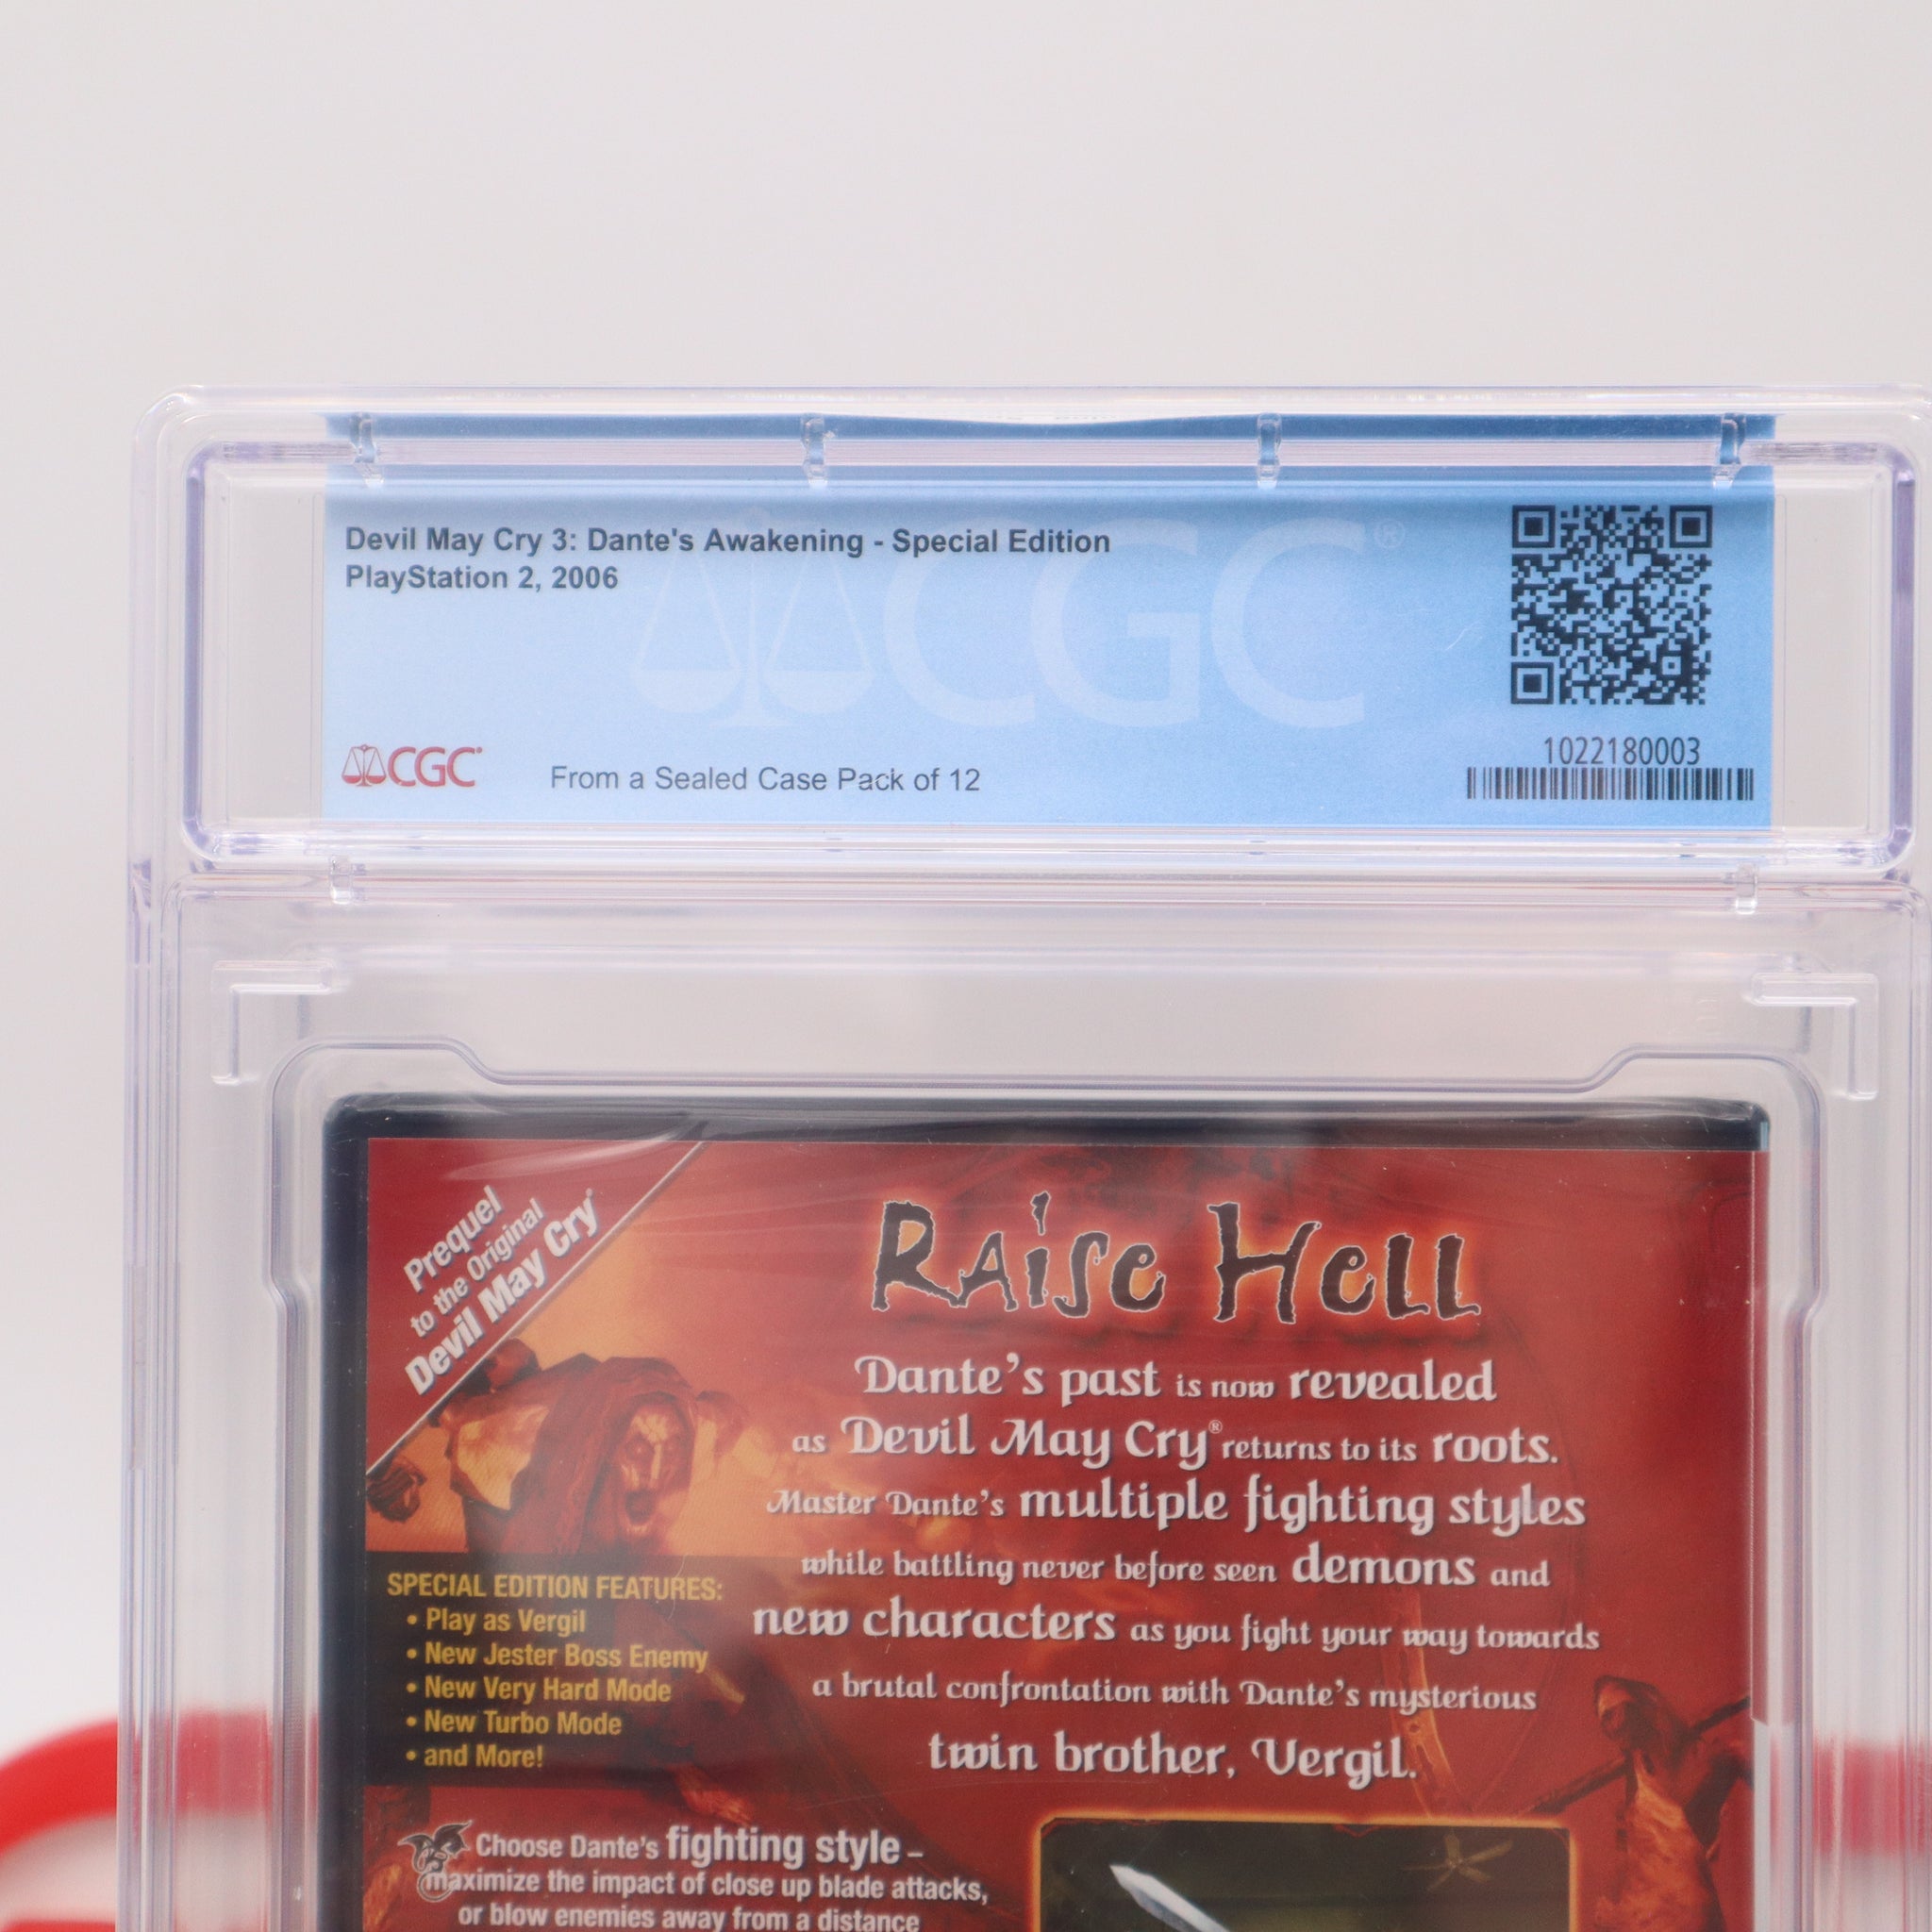 Devil May Cry 3: Dante's Awakening - Special Edition
PlayStation 2, 2006
CGC®
CGC®
From a Sealed Case Pack of 12
1022180003
Prequel
to the Original
Devil May Cry®
Raise Hell
Dante's past is now revealed
as Devil May Cry® returns to its roots.
Master Dante's multiple fighting styles
while battling never before seen demons and
new characters as you fight your way towards
a brutal confrontation with Dante's mysterious
twin brother, Vergil.
SPECIAL EDITION FEATURES:
• Play as Vergil
• New Jester Boss Enemy
• New Very Hard Mode
• New Turbo Mode
• and More!
Choose Dante's fighting style –
maximize the impact of close up blade attacks,
or blow enemies away from a distance